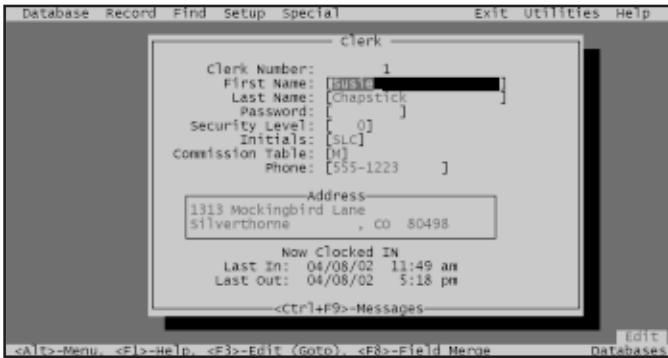 Database Record Find Setup Special Exit Utilities Help
Clerk
Clerk Number: 1
First Name: [Susie ]
Last Name: [Chapstick ]
Password: [ ]
Security Level: [ 0]
Initials: [SLC]
Commission Table: [M]
Phone: [555-1223 ]
Address
1313 Mockingbird Lane
Silverthorne , CO 80498
Now Clocked IN
Last In: 04/08/02 11:49 am
Last Out: 04/08/02 5:18 pm
<Ctrl+F9>-Messages
Edit
<Alt>-Menu, <F1>-Help, <F3>-Edit (Goto), <F8>-Field Merge Databases